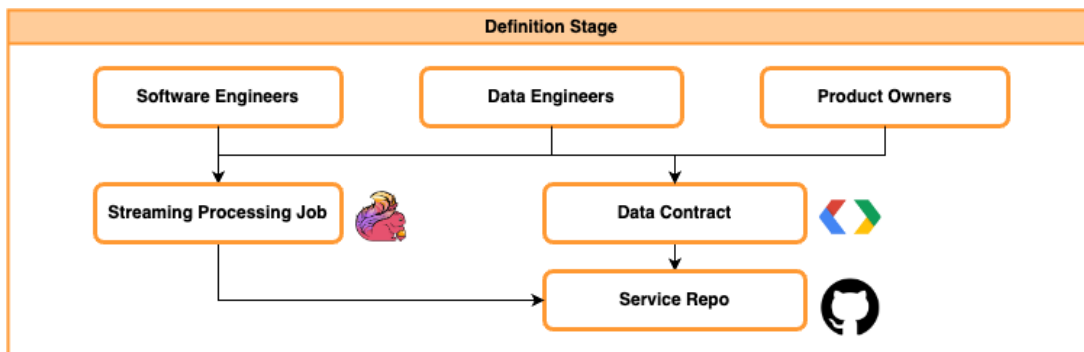 Definition Stage
Software Engineers
Data Engineers
Product Owners
Streaming Processing Job
Data Contract
Service Repo